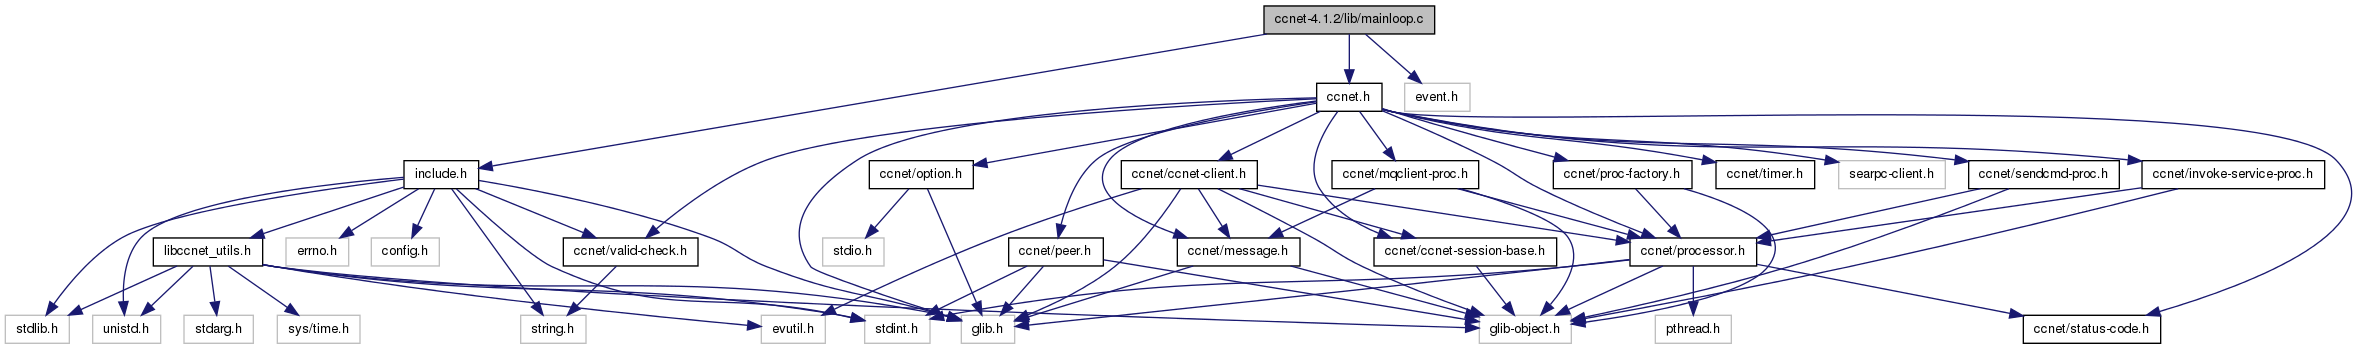 ccnet-4.1.2/lib/mainloop.c
ccnet.h
event.h
include.h
ccnet/option.h
ccnet/ccnet-client.h
ccnet/mqclient-proc.h
ccnet/proc-factory.h
ccnet/timer.h
searpc-client.h
ccnet/sendcmd-proc.h
ccnet/invoke-service-proc.h
libccnet_utils.h
errno.h
config.h
ccnet/valid-check.h
stdio.h
ccnet/peer.h
ccnet/message.h
ccnet/ccnet-session-base.h
ccnet/processor.h
stdlib.h
unistd.h
stdarg.h
sys/time.h
string.h
evutil.h
stdint.h
glib.h
glib-object.h
pthread.h
ccnet/status-code.h